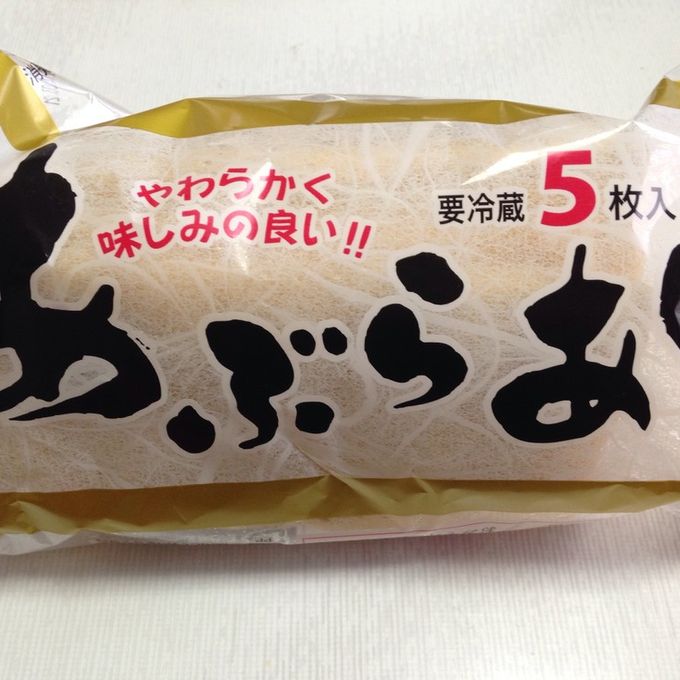 やわらかく
味しみの良い!!
要冷蔵 5枚入
あぶらあ